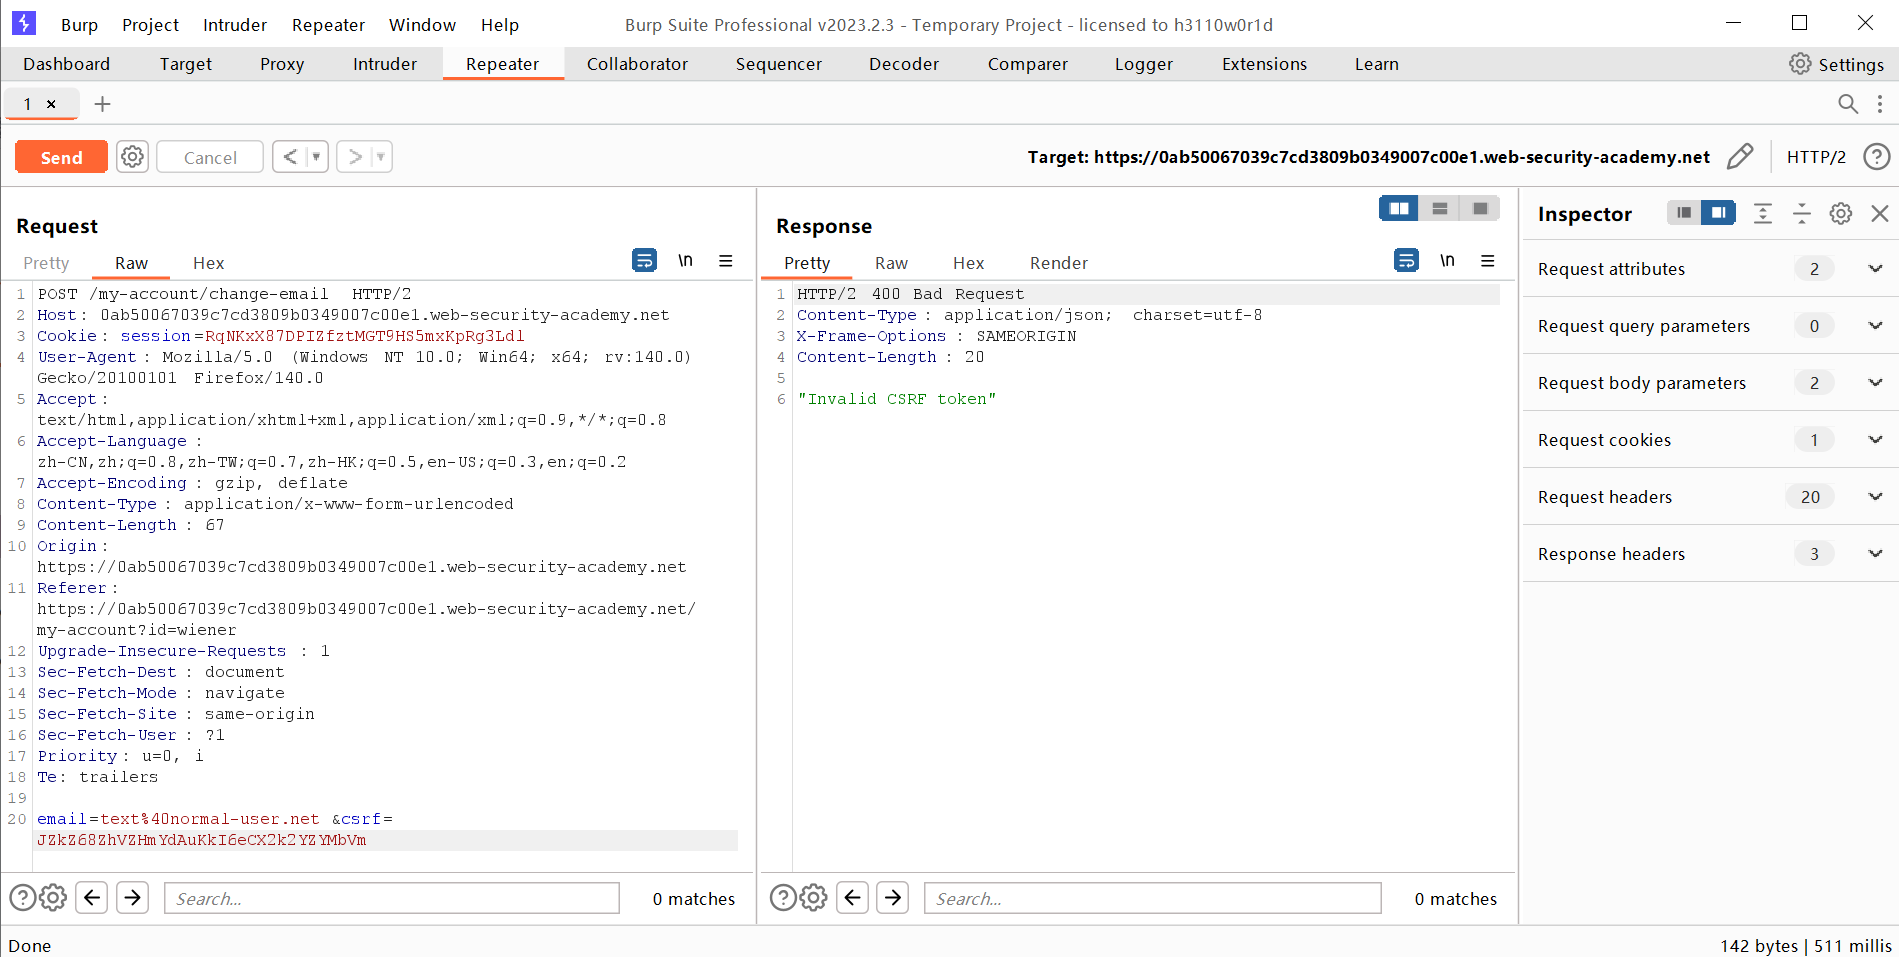 Burp Project Intruder Repeater Window Help Burp Suite Professional v2023.2.3 - Temporary Project - licensed to h3110w0r1d
Dashboard Target Proxy Intruder Repeater Collaborator Sequencer Decoder Comparer Logger Extensions Learn Settings
1 × +
Send Cancel < > Target: https://0ab50067039c7cd3809b0349007c00e1.web-security-academy.net HTTP/2 ?
Request
Pretty Raw Hex \n
1 POST /my-account/change-email HTTP/2
2 Host: 0ab50067039c7cd3809b0349007c00e1.web-security-academy.net
3 Cookie: session=RqNKxX87DPIZfztMGT9HS5mxKpRg3Ldl
4 User-Agent: Mozilla/5.0 (Windows NT 10.0; Win64; x64; rv:140.0)
Gecko/20100101 Firefox/140.0
5 Accept:
text/html,application/xhtml+xml,application/xml;q=0.9,*/*;q=0.8
6 Accept-Language:
zh-CN,zh;q=0.8,zh-TW;q=0.7,zh-HK;q=0.5,en-US;q=0.3,en;q=0.2
7 Accept-Encoding: gzip, deflate
8 Content-Type: application/x-www-form-urlencoded
9 Content-Length: 67
10 Origin:
https://0ab50067039c7cd3809b0349007c00e1.web-security-academy.net
11 Referer:
https://0ab50067039c7cd3809b0349007c00e1.web-security-academy.net/
my-account?id=wiener
12 Upgrade-Insecure-Requests: 1
13 Sec-Fetch-Dest: document
14 Sec-Fetch-Mode: navigate
15 Sec-Fetch-Site: same-origin
16 Sec-Fetch-User: ?1
17 Priority: u=0, i
18 Te: trailers
19
20 email=text%40normal-user.net&csrf=
JZkZ68ZhVZHmYdAuKkI6eCX2k2YZYMbVm
? Search... 0 matches
Response
Pretty Raw Hex Render \n
1 HTTP/2 400 Bad Request
2 Content-Type: application/json; charset=utf-8
3 X-Frame-Options: SAMEORIGIN
4 Content-Length: 20
5
6 "Invalid CSRF token"
? Search... 0 matches
Inspector
Request attributes 2
Request query parameters 0
Request body parameters 2
Request cookies 1
Request headers 20
Response headers 3
Done 142 bytes | 511 millis